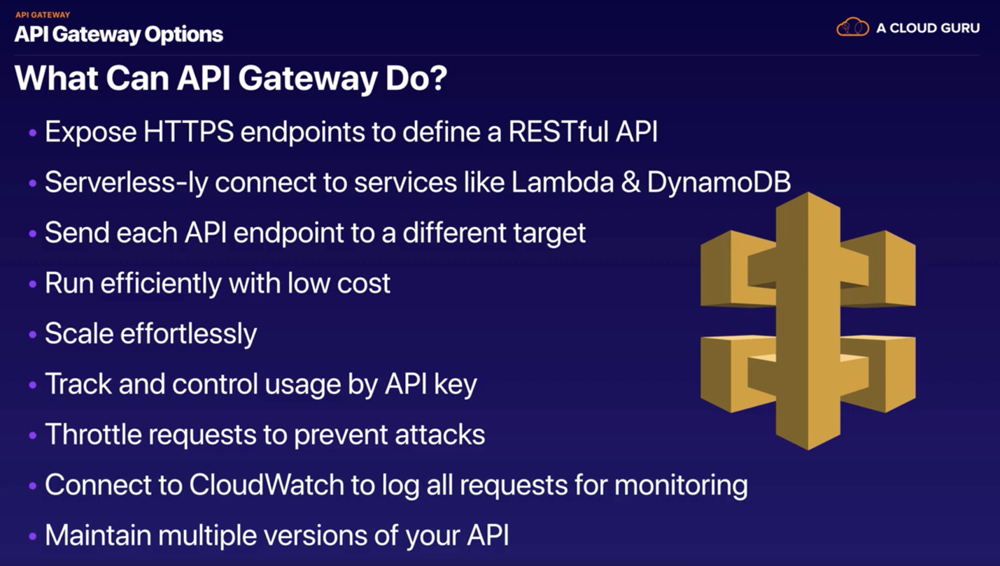 API GATEWAY
API Gateway Options
A CLOUD GURU
What Can API Gateway Do?
• Expose HTTPS endpoints to define a RESTful API
• Serverless-ly connect to services like Lambda & DynamoDB
• Send each API endpoint to a different target
• Run efficiently with low cost
• Scale effortlessly
• Track and control usage by API key
• Throttle requests to prevent attacks
• Connect to CloudWatch to log all requests for monitoring
• Maintain multiple versions of your API